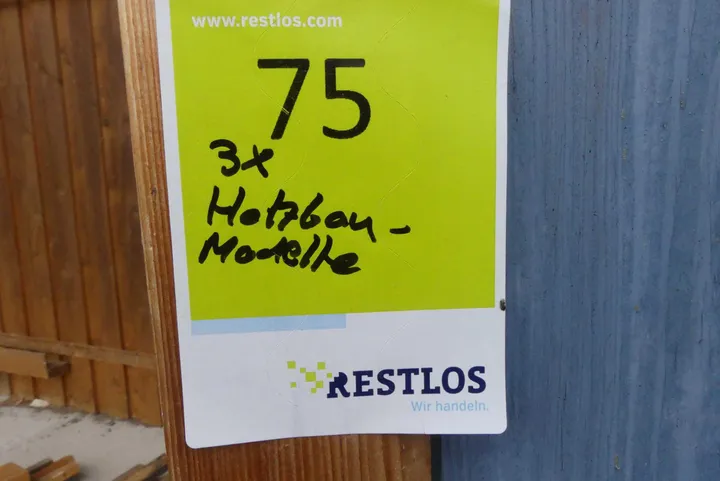 www.restlos.com
75
3x
Holzbau-
Modelle
RESTLOS
Wir handeln.